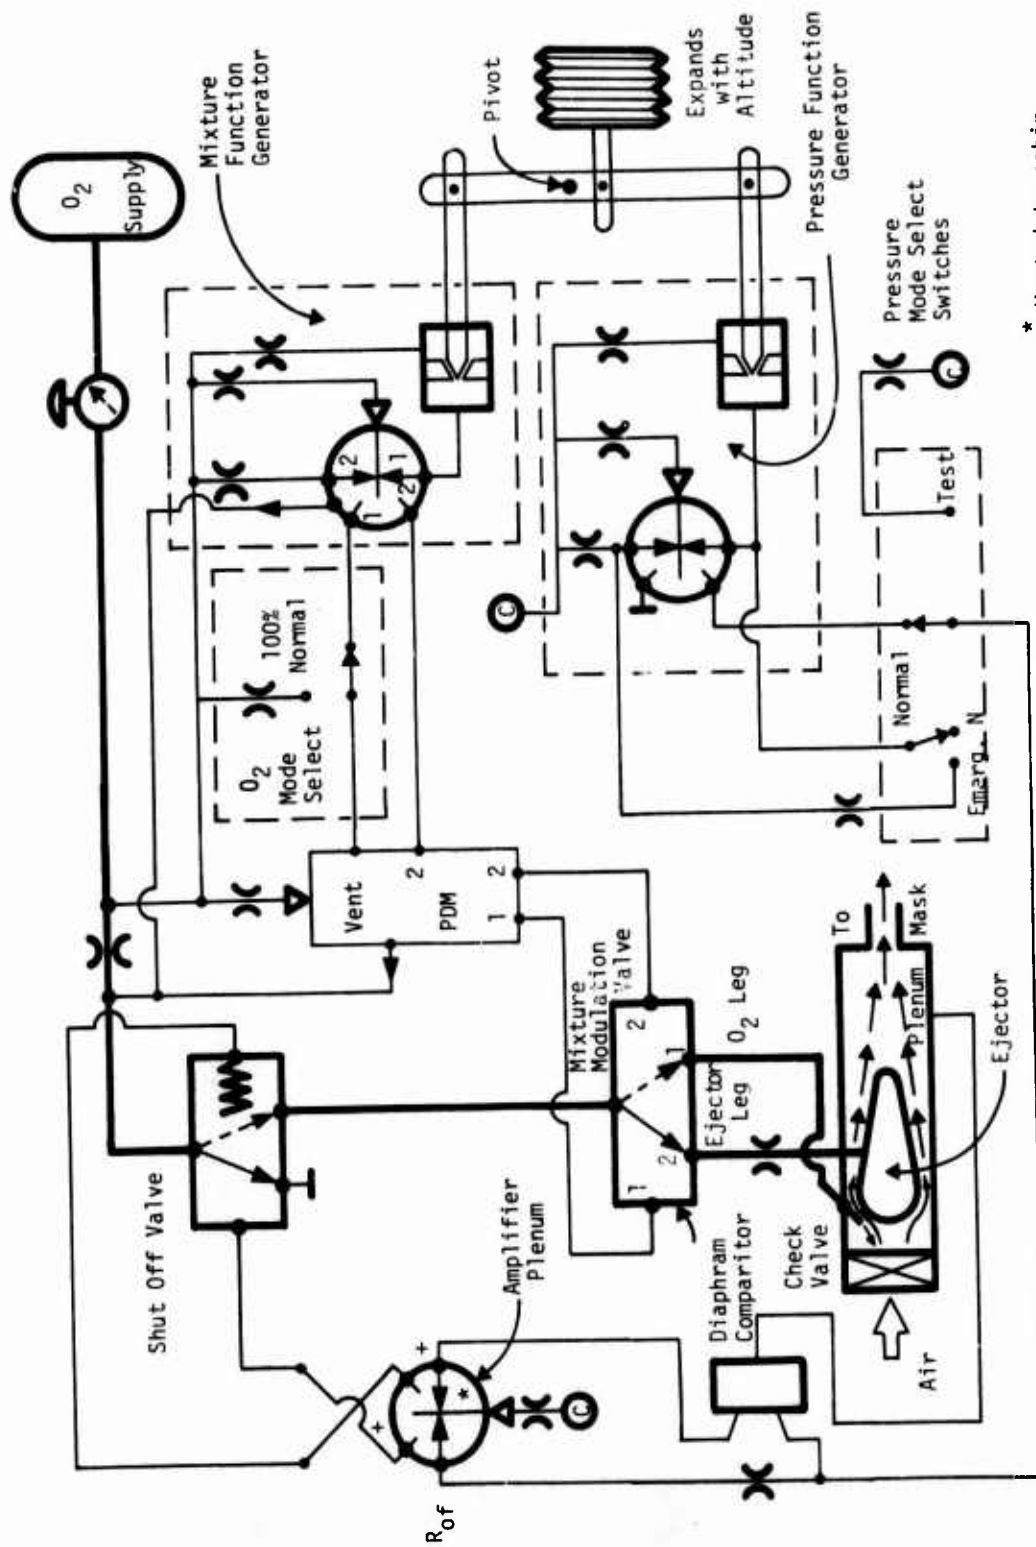 O2
Supply
Mixture
Function
Generator
Pivot
Expands
with
Altitude
Pressure Function
Generator
Pressure
Mode Select
Switches
C
2
1
1
2
100%
Normal
O2
Mode
Select
C
Test
Normal
Emarg. N
Vent
2
PDM
1
2
Shut Off Valve
Mixture
Modulation
Valve
2
1
1
2
Ejector
Leg
O2 Leg
To
Mask
Plenum
Ejector
Amplifier
Plenum
Diaphram
Comparitor
Check
Valve
Air
+
+
*
C
Rof
*